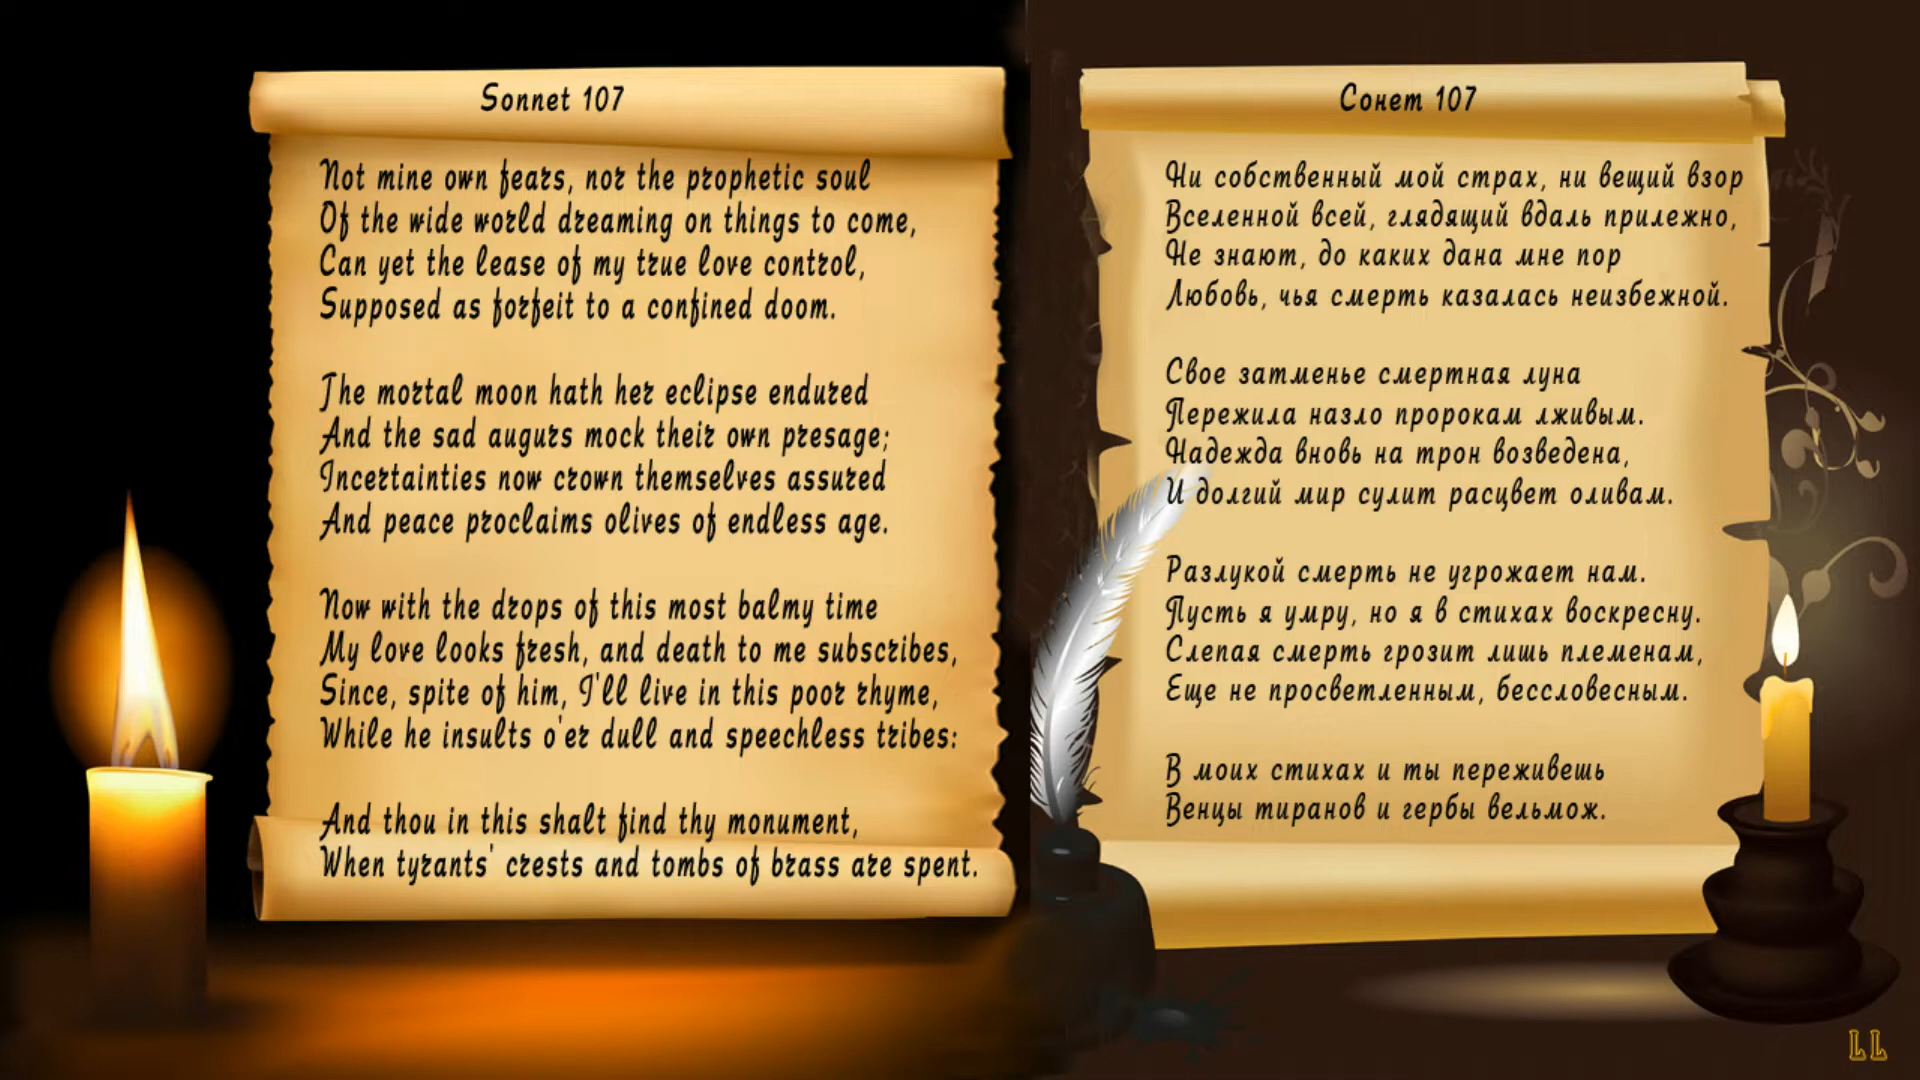 Sonnet 107
Not mine own fears, nor the prophetic soul
Of the wide world dreaming on things to come,
Can yet the lease of my true love control,
Supposed as forfeit to a confined doom.
The mortal moon hath her eclipse endured
And the sad augurs mock their own presage;
Incertainties now crown themselves assured
And peace proclaims olives of endless age.
Now with the drops of this most balmy time
My love looks fresh, and death to me subscribes,
Since, spite of him, I'll live in this poor rhyme,
While he insults o'er dull and speechless tribes:
And thou in this shalt find thy monument,
When tyrants' crests and tombs of brass are spent.
Сонет 107
Ни собственный мой страх, ни вещий взор
Вселенной всей, глядящий вдаль прилежно,
Не знают, до каких дана мне пор
Любовь, чья смерть казалась неизбежной.
Свое затменье смертная луна
Пережила назло пророкам лживым.
Надежда вновь на трон возведена,
И долгий мир сулит расцвет оливам.
Разлукой смерть не угрожает нам.
Пусть я умру, но я в стихах воскресну.
Слепая смерть грозит лишь племенам,
Еще не просветленным, бессловесным.
В моих стихах и ты переживешь
Венцы тиранов и гербы вельмож.
LL